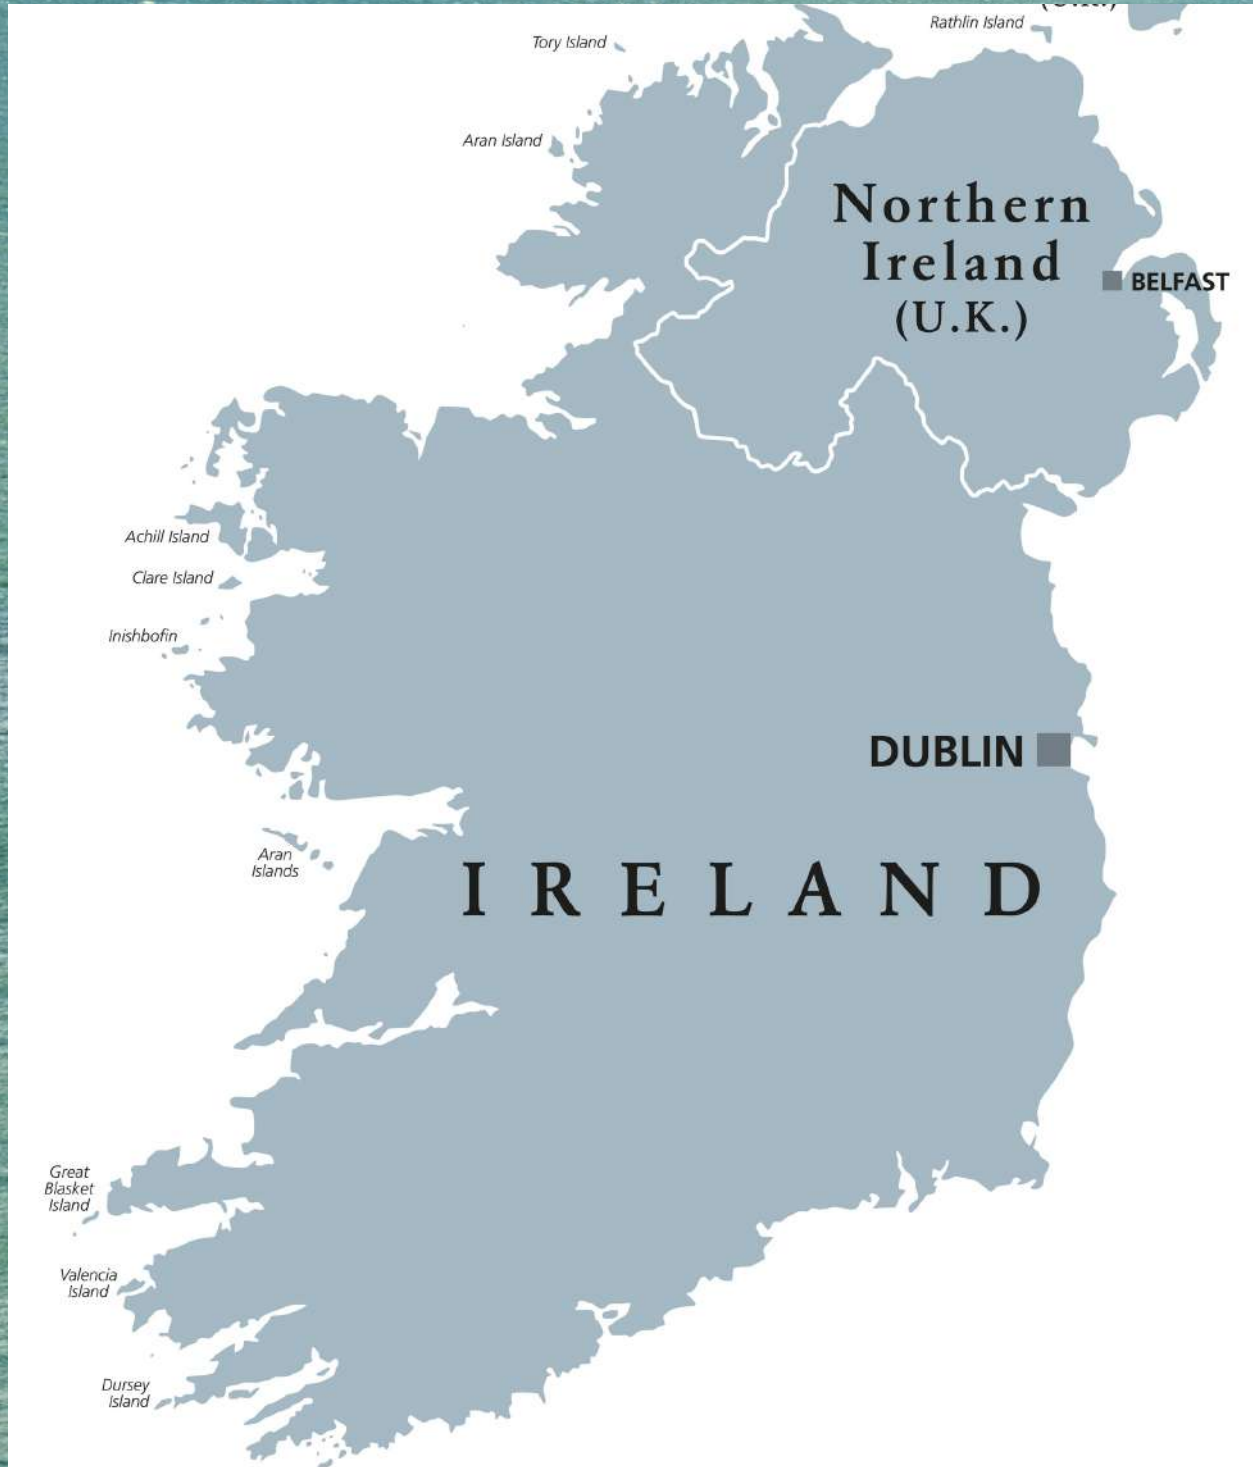 Rathlin Island
Tory Island
Aran Island
Northern
Ireland
(U.K.)
BELFAST
Achill Island
Clare Island
Inishbofin
DUBLIN
Aran
Islands
IRELAND
Great
Blasket
Island
Valencia
Island
Dursey
Island